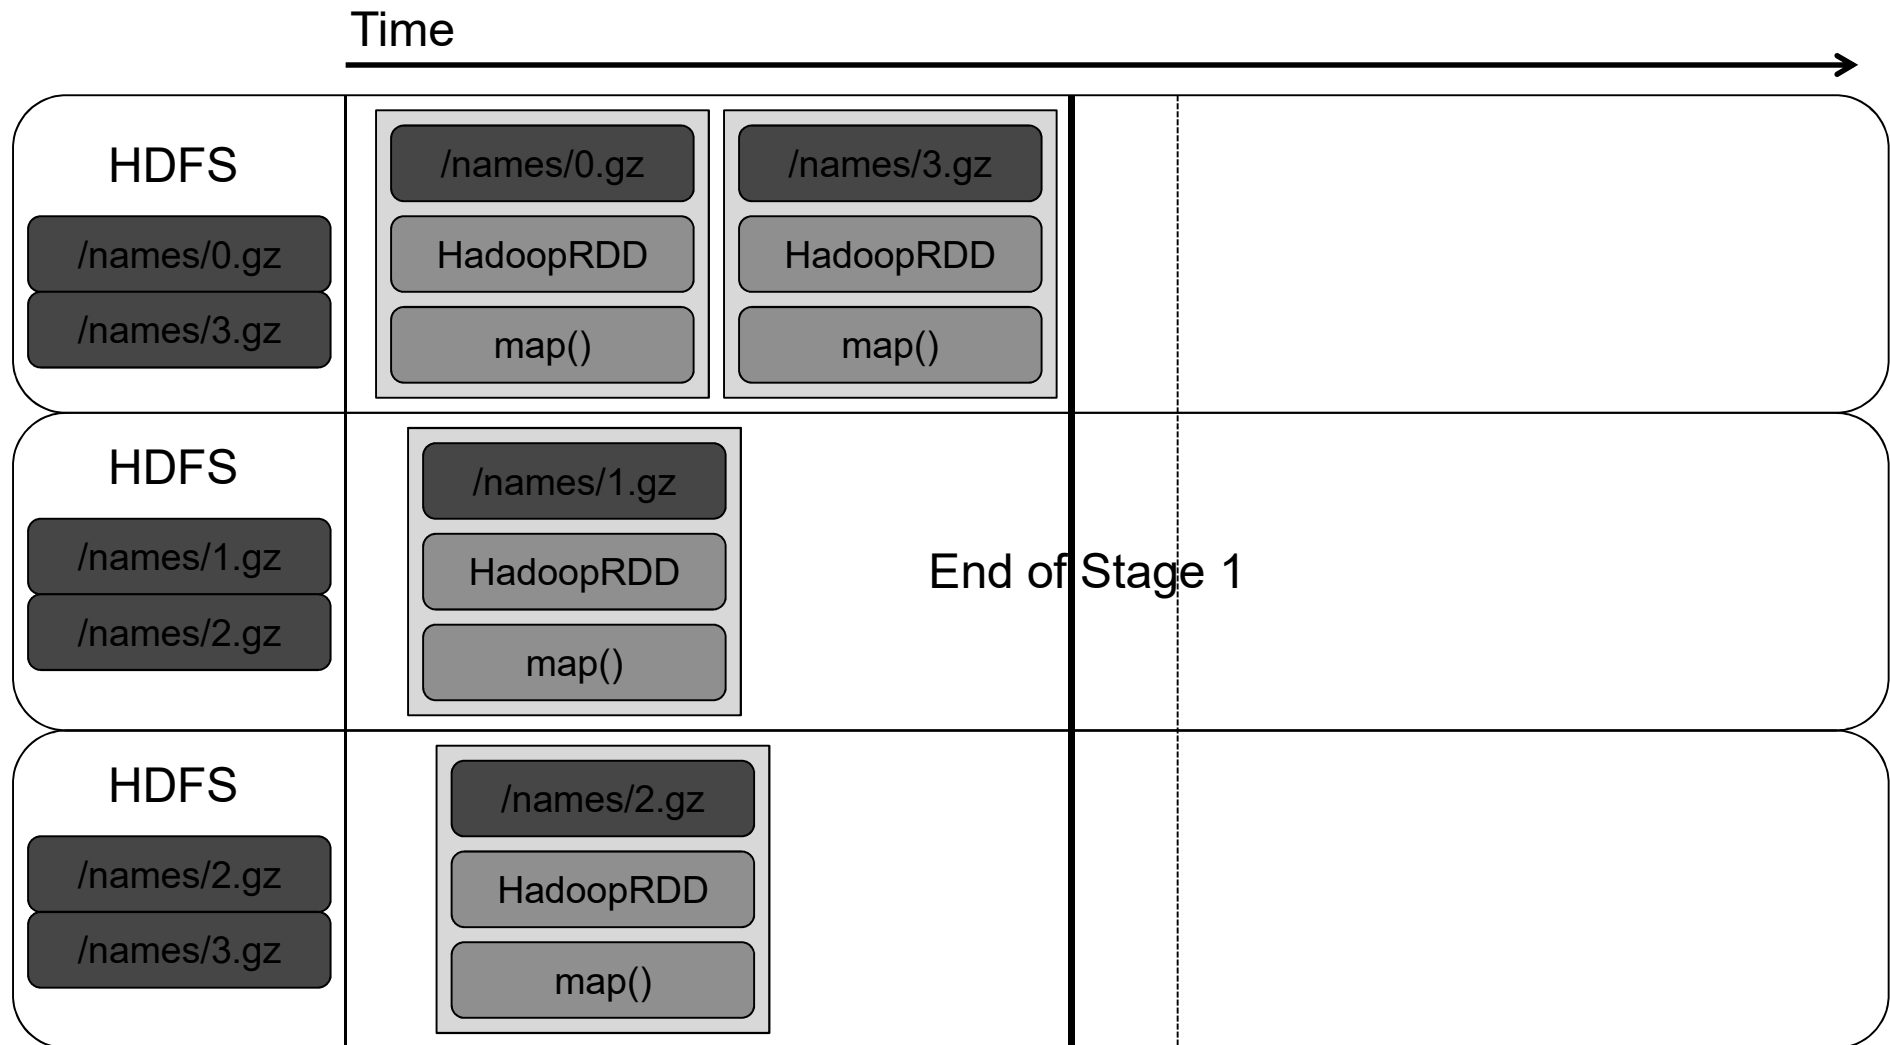 Time
HDFS
/names/0.gz
/names/3.gz
/names/0.gz
HadoopRDD
map()
/names/3.gz
HadoopRDD
map()
HDFS
/names/1.gz
/names/2.gz
/names/1.gz
HadoopRDD
map()
End of Stage 1
HDFS
/names/2.gz
/names/3.gz
/names/2.gz
HadoopRDD
map()